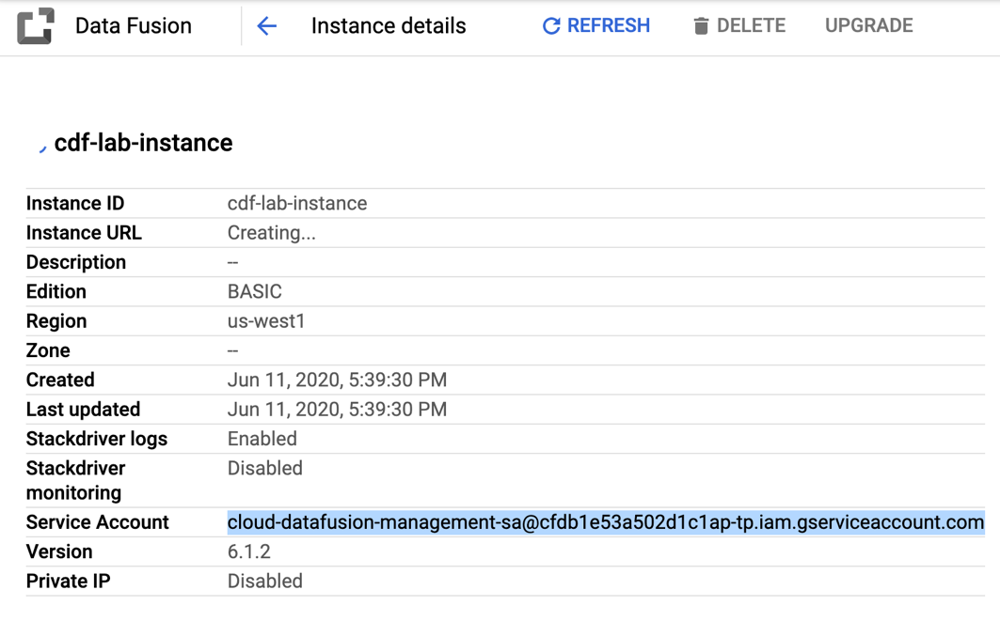 Data Fusion Instance details REFRESH DELETE UPGRADE
cdf-lab-instance
Instance ID cdf-lab-instance
Instance URL Creating...
Description --
Edition BASIC
Region us-west1
Zone --
Created Jun 11, 2020, 5:39:30 PM
Last updated Jun 11, 2020, 5:39:30 PM
Stackdriver logs Enabled
Stackdriver Disabled
monitoring
Service Account cloud-datafusion-management-sa@cfdb1e53a502d1c1ap-tp.iam.gserviceaccount.com
Version 6.1.2
Private IP Disabled